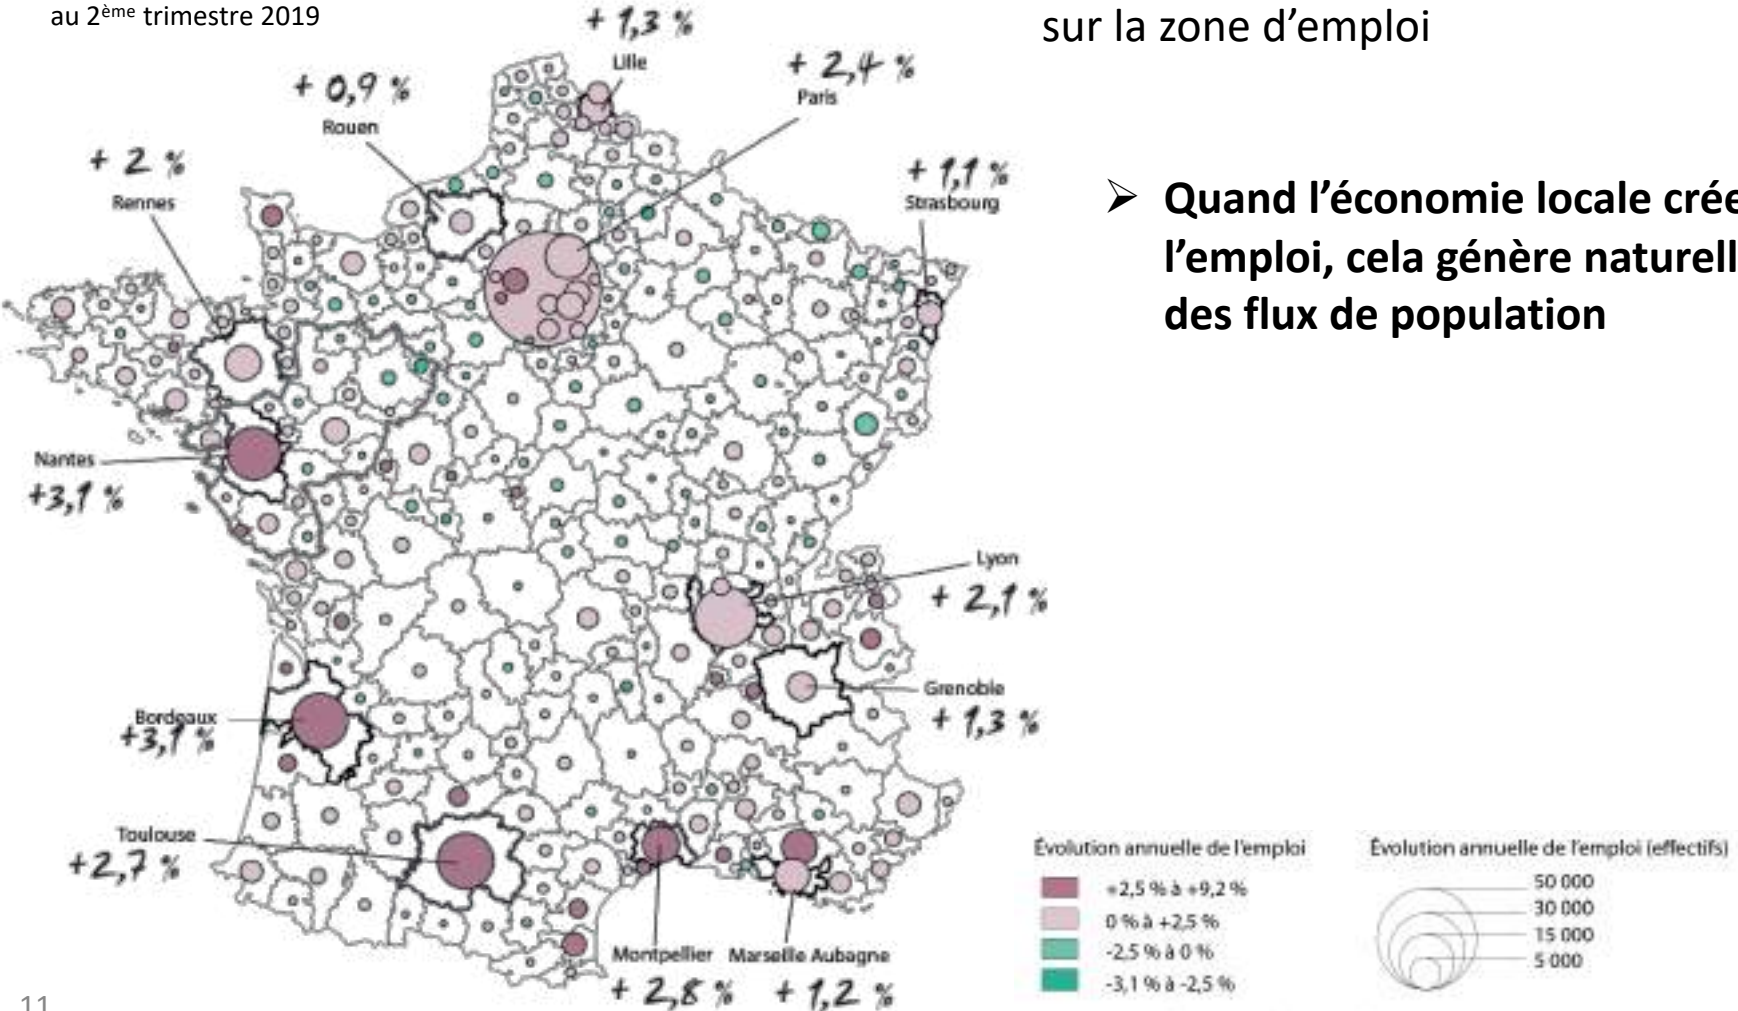 au 2ème trimestre 2019
sur la zone d’emploi
+ 1,3 %
Lille
+ 2,4 %
Paris
+ 0,9 %
Rouen
+ 2 %
Rennes
+ 1,1 %
Strasbourg
➢ Quand l’économie locale crée
l’emploi, cela génère naturell
des flux de population
Nantes
+3,1 %
Lyon
+ 2,1 %
Grenoble
+ 1,3 %
Bordeaux
+3,1 %
Toulouse
+2,7 %
Montpellier
+ 2,8 %
Marseille Aubagne
+ 1,2 %
Évolution annuelle de l'emploi
+2,5 % à +9,2 %
0 % à +2,5 %
-2,5 % à 0 %
-3,1 % à -2,5 %
Évolution annuelle de l'emploi (effectifs)
50 000
30 000
15 000
5 000
11